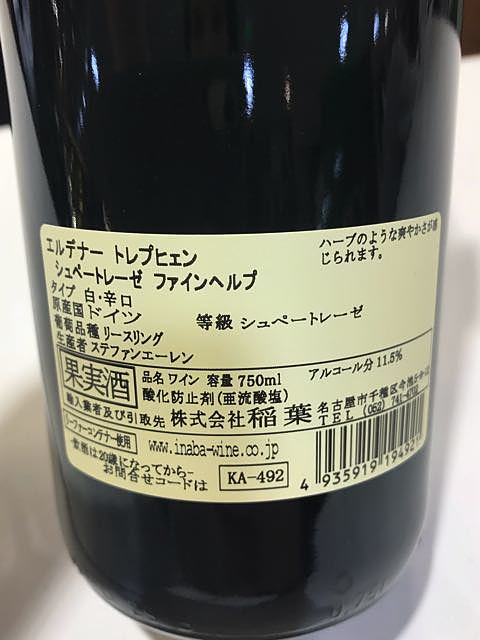 エルデナー トレプヒェン
シュペートレーゼ ファインヘルプ
ハーブのような爽やかさが感
じられます。
タイプ 白・辛口
原産国 ドイツ
等級 シュペートレーゼ
葡萄品種 リースリング
生産者 ステファンエーレン
果実酒
品名 ワイン 容量 750ml
アルコール分 11.5%
酸化防止剤(亜流酸塩)
輸入業者及び引取先 株式会社 稲葉
名古屋市千種区今池
TEL (052) 741-4702
リーファーコンテナー使用
www.inaba-wine.co.jp
-飲酒は20歳になってから-
お問合せコードは KA-492
4 935919 194921